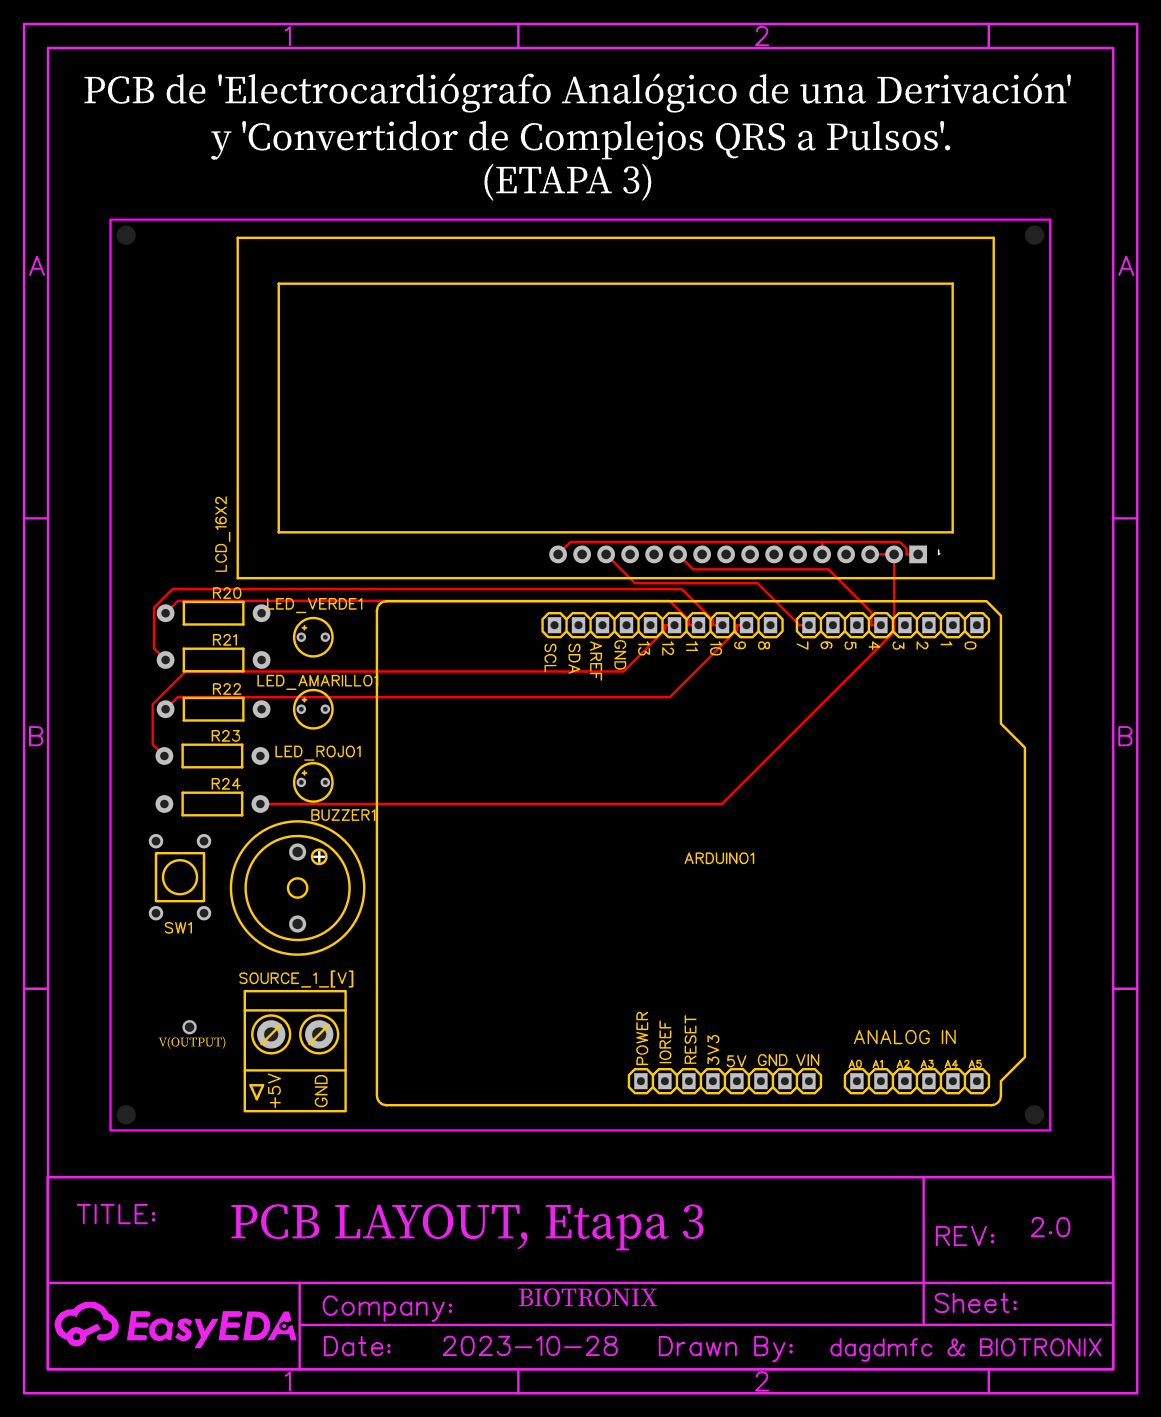 1 2
PCB de 'Electrocardiógrafo Analógico de una Derivación'
y 'Convertidor de Complejos QRS a Pulsos'.
(ETAPA 3)
A A
LCD_16X2
1
R20
LED_VERDE1
R21
LED_AMARILLO1
R22
R23
LED_ROJO1
R24
BUZZER1
SCL SDA AREF GND 13 12 11 10 9 8 7 6 5 4 3 2 1 0
B B
ARDUINO1
SW1
SOURCE_1_[V]
V(OUTPUT)
+5V GND
POWER IOREF RESET 3V3 5V GND VIN
ANALOG IN
A0 A1 A2 A3 A4 A5
TITLE: PCB LAYOUT, Etapa 3
REV: 2.0
EasyEDA
Company: BIOTRONIX
Sheet:
Date: 2023-10-28 Drawn By: dagdmfc & BIOTRONIX
1 2